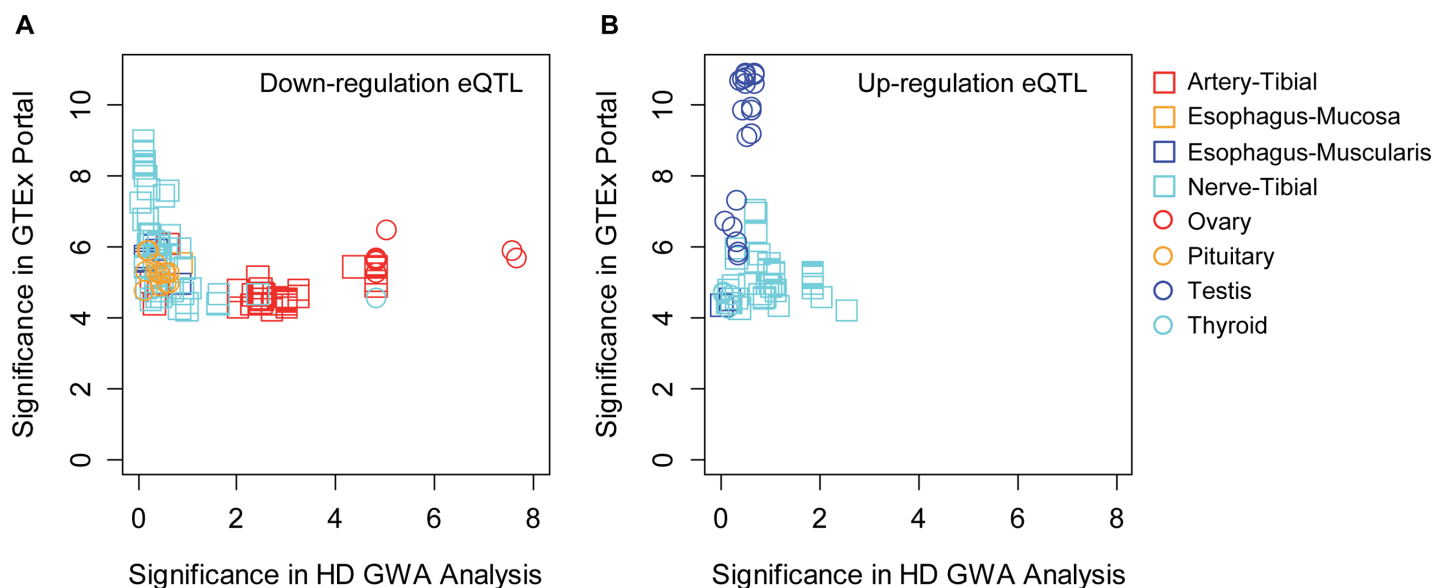 A
B
Down-regulation eQTL
Up-regulation eQTL
Significance in GTEx Portal
10
8
6
4
2
0
0 2 4 6 8
Significance in HD GWA Analysis
Significance in GTEx Portal
10
8
6
4
2
0
0 2 4 6 8
Significance in HD GWA Analysis
Artery-Tibial
Esophagus-Mucosa
Esophagus-Muscularis
Nerve-Tibial
Ovary
Pituitary
Testis
Thyroid